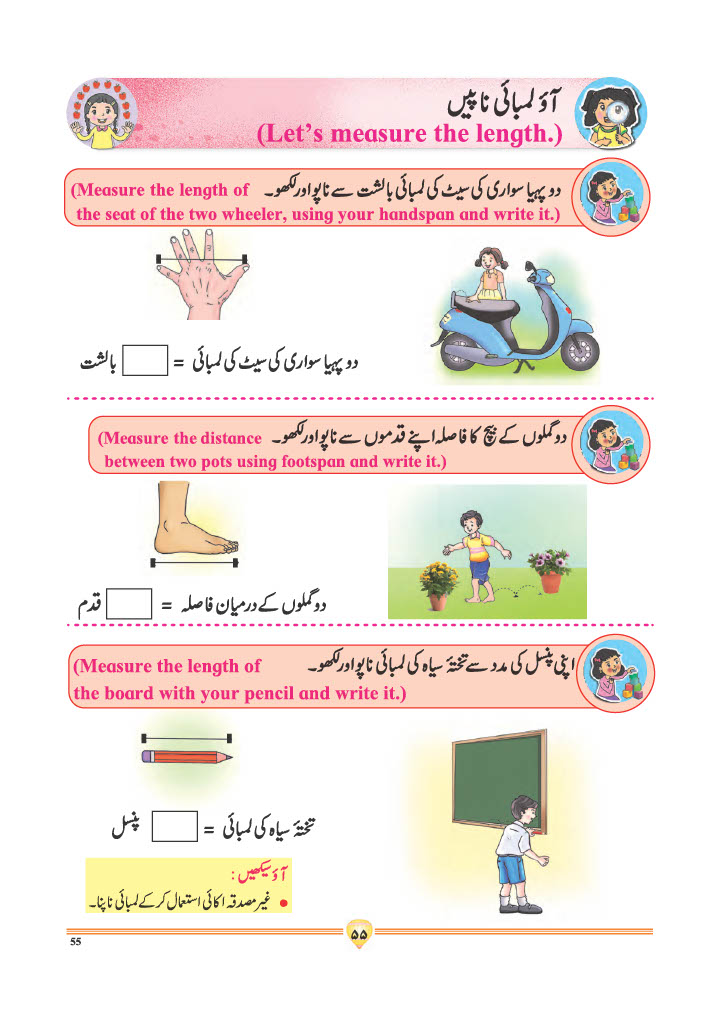 آؤ لمبائی ناپیں
(Let's measure the length.)
دو پہیا سواری کی سیٹ کی لمبائی بالشت سے ناپو اور لکھو۔ (Measure the length of
the seat of the two wheeler, using your handspan and write it.)
دو پہیا سواری کی سیٹ کی لمبائی = بالشت
دو گملوں کے بیچ کا فاصلہ اپنے قدموں سے ناپو اور لکھو۔ (Measure the distance
between two pots using footspan and write it.)
دو گملوں کے درمیان فاصلہ = قدم
اپنی پنسل کی مدد سے تختۂ سیاہ کی لمبائی ناپو اور لکھو۔ (Measure the length of
the board with your pencil and write it.)
تختۂ سیاہ کی لمبائی = پنسل
آؤ سیکھیں :
• غیر مصدقہ اکائی استعمال کر کے لمبائی ناپنا۔
۵۵
55